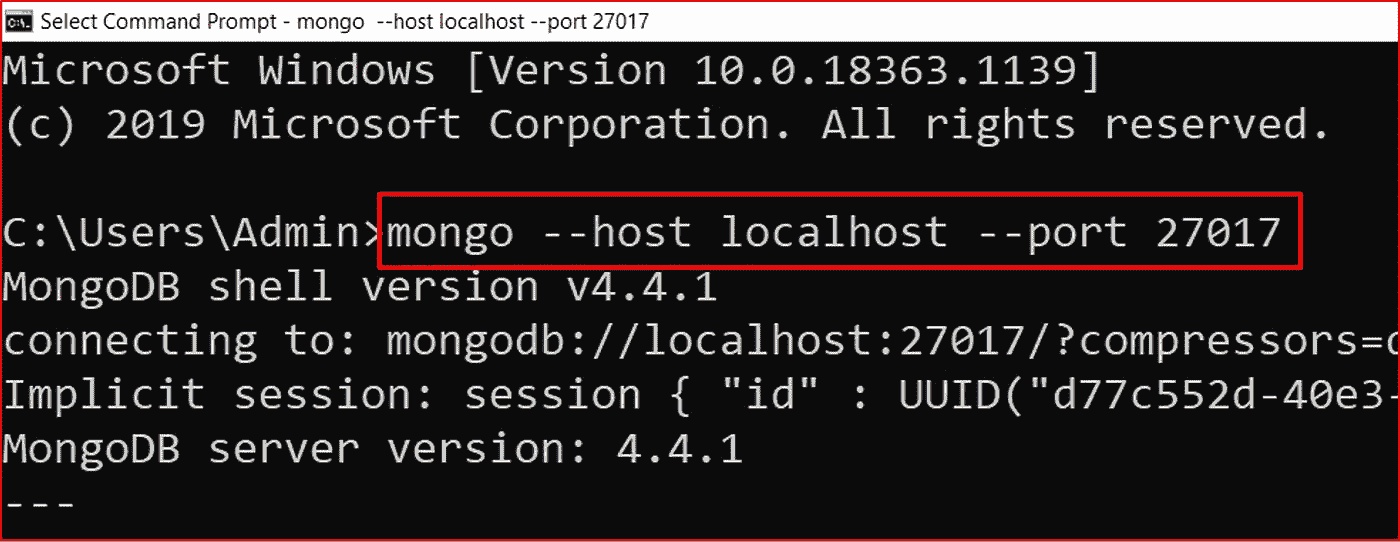 Select Command Prompt - mongo  --host localhost --port 27017
Microsoft Windows [Version 10.0.18363.1139]
(c) 2019 Microsoft Corporation. All rights reserved.
C:\Users\Admin>mongo --host localhost --port 27017
MongoDB shell version v4.4.1
connecting to: mongodb://localhost:27017/?compressors=
Implicit session: session { "id" : UUID("d77c552d-40e3-
MongoDB server version: 4.4.1
---